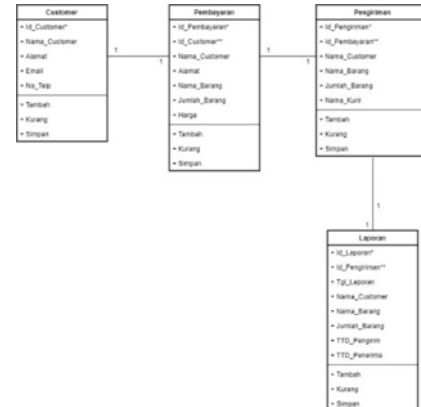 Customer
+ Id_Customer*
+ Nama_Customer
+ Alamat
+ Email
+ No_Telp
+ Tambah
+ Kurang
+ Simpan
1
1
Pembayaran
+ Id_Pembayaran*
+ Id_Customer**
+ Nama_Customer
+ Alamat
+ Nama_Barang
+ Jumlah_Barang
+ Harga
+ Tambah
+ Kurang
+ Simpan
1
1
Pengiriman
+ Id_Pengiriman*
+ Id_Pembayaran**
+ Nama_Customer
+ Nama_Barang
+ Jumlah_Barang
+ Nama_Kurir
+ Tambah
+ Kurang
+ Simpan
1
1
Laporan
+ Id_Laporan*
+ Id_Pengiriman**
+ Tgl_Laporan
+ Nama_Customer
+ Nama_Barang
+ Jumlah_Barang
+ TTD_Pengirim
+ TTD_Penerima
+ Tambah
+ Kurang
+ Simpan